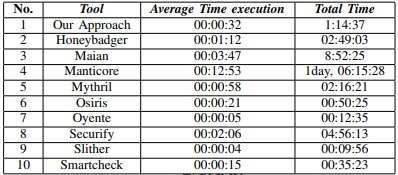 No. Tool Average Time execution Total Time
1 Our Approach 00:00:32 1:14:37
2 Honeybadger 00:01:12 02:49:03
3 Maian 00:03:47 8:52:25
4 Manticore 00:12:53 1day, 06:15:28
5 Mythril 00:00:58 02:16:21
6 Osiris 00:00:21 00:50:25
7 Oyente 00:00:05 00:12:35
8 Securify 00:02:06 04:56:13
9 Slither 00:00:04 00:09:56
10 Smartcheck 00:00:15 00:35:23